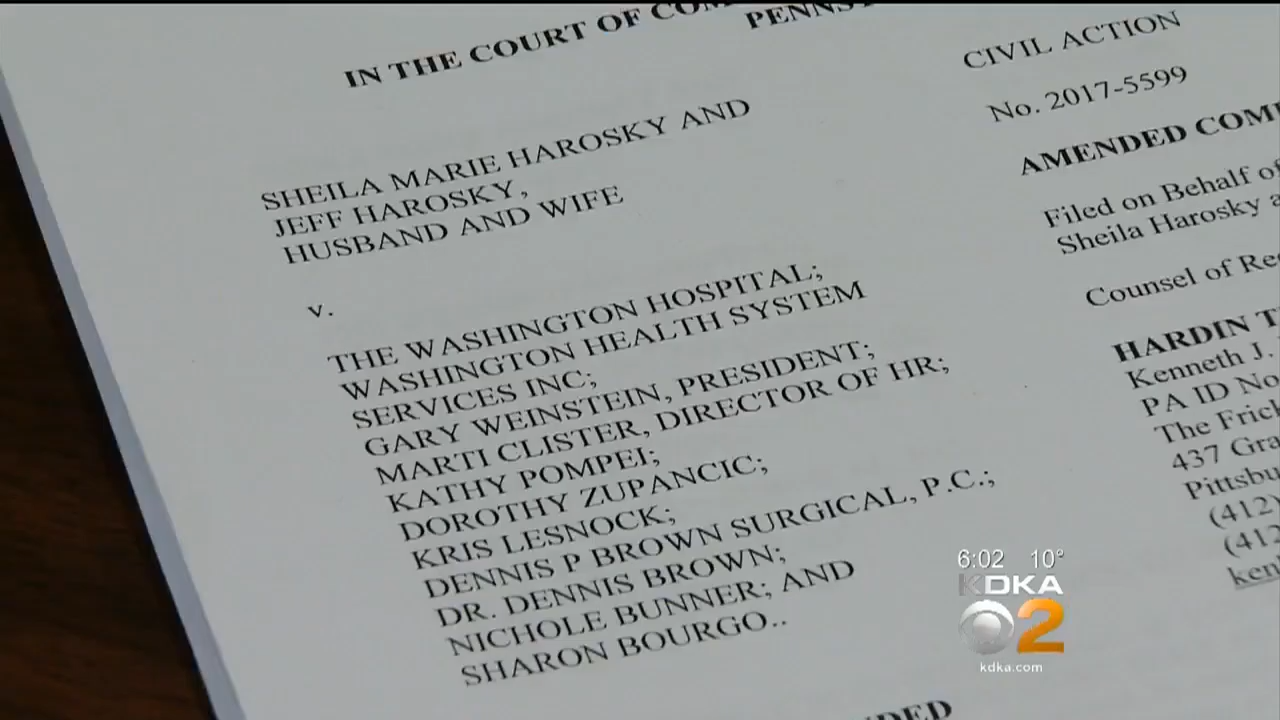 IN THE COURT OF COM
PENNS
SHEILA MARIE HAROSKY AND
JEFF HAROSKY,
HUSBAND AND WIFE
v.
THE WASHINGTON HOSPITAL;
WASHINGTON HEALTH SYSTEM
SERVICES INC;
GARY WEINSTEIN, PRESIDENT;
MARTI CLISTER, DIRECTOR OF HR;
KATHY POMPEI;
DOROTHY ZUPANCIC;
KRIS LESNOCK;
DENNIS P BROWN SURGICAL, P.C.;
DR. DENNIS BROWN;
NICHOLE BUNNER; AND
SHARON BOURGO..
CIVIL ACTION
No. 2017-5599
AMENDED COM
Filed on Behalf of
Sheila Harosky a
Counsel of Re
HARDIN T
Kenneth J.
PA ID No
The Frick
437 Gra
Pittsbu
(412)
(412
ken
DED
6:02 10°
KDKA
2
kdka.com